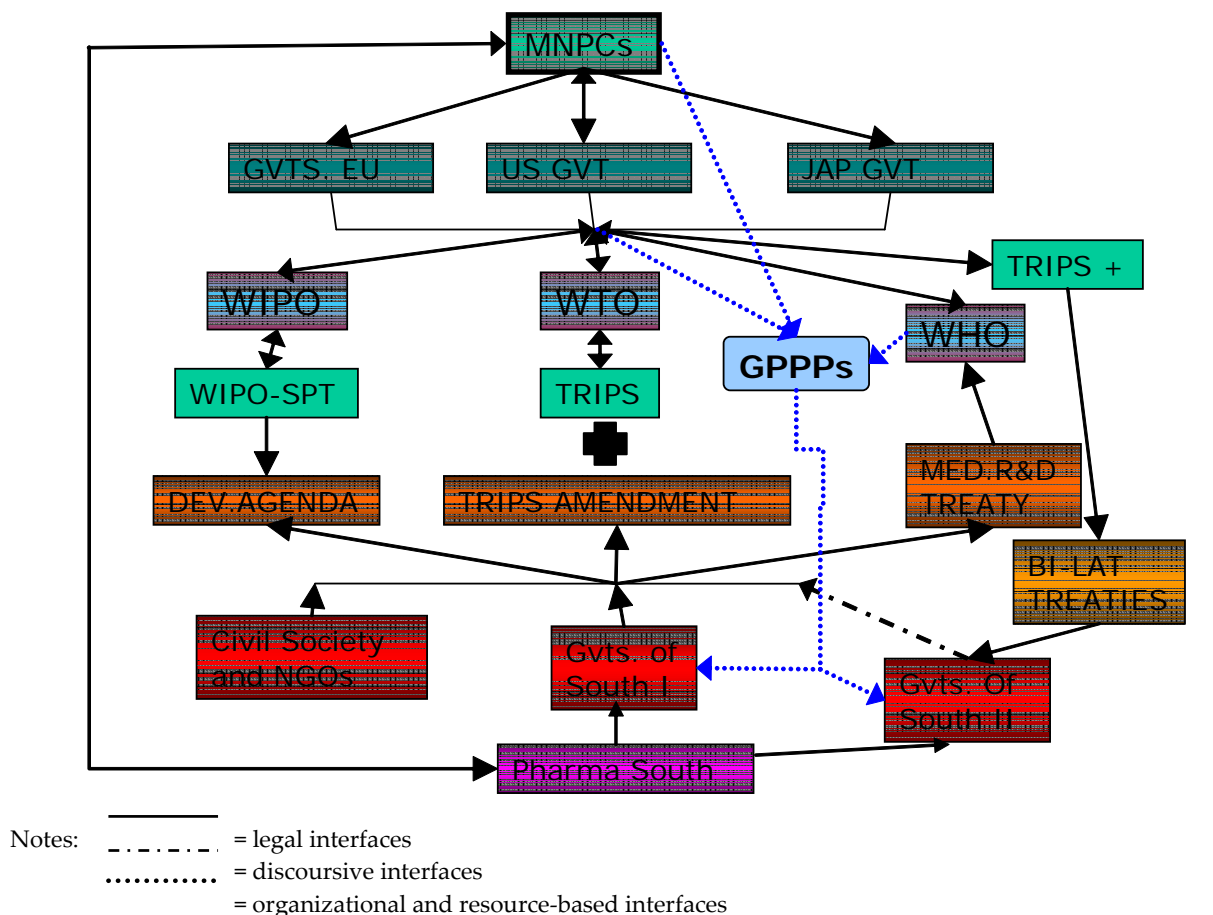 MNPCs
GVTS. EU
US GVT
JAP GVT
TRIPS +
WIPO
WTO
WHO
GPPPs
WIPO-SPT
TRIPS
MED.R&D
TREATY
DEV.AGENDA
TRIPS AMENDMENT
BI-LAT
TREATIES
Civil Society
and NGOs
Gvts. of
South I
Gvts. Of
South II
Pharma South
Notes:
= legal interfaces
= discoursive interfaces
= organizational and resource-based interfaces